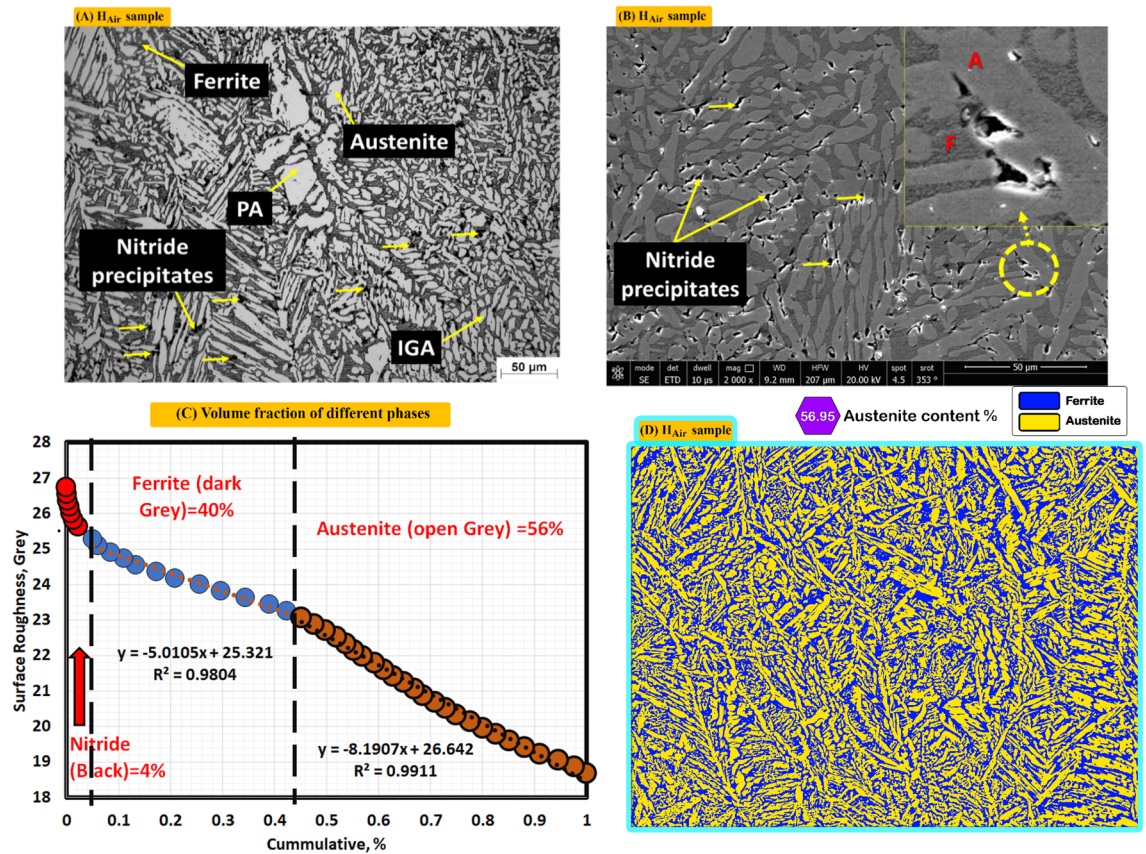 (A) H_Air sample
Ferrite
Austenite
PA
Nitride
precipitates
IGA
50 µm
(B) H_Air sample
A
F
Nitride
precipitates
mode det dwell mag WD HFW HV spot srot
SE ETD 10 µs 2 000 x 9.2 mm 207 µm 20.00 kV 4.5 353 °
50 µm
(C) Volume fraction of different phases
Surface Roughness, Grey
28
27
26
25
24
23
22
21
20
19
18
Ferrite (dark
Grey)=40%
Austenite (open Grey) =56%
y = -5.0105x + 25.321
R² = 0.9804
y = -8.1907x + 26.642
R² = 0.9911
Nitride
(Black)=4%
0 0.1 0.2 0.3 0.4 0.5 0.6 0.7 0.8 0.9 1
Cummulative, %
56.95 Austenite content %
Ferrite
Austenite
(D) H_Air sample